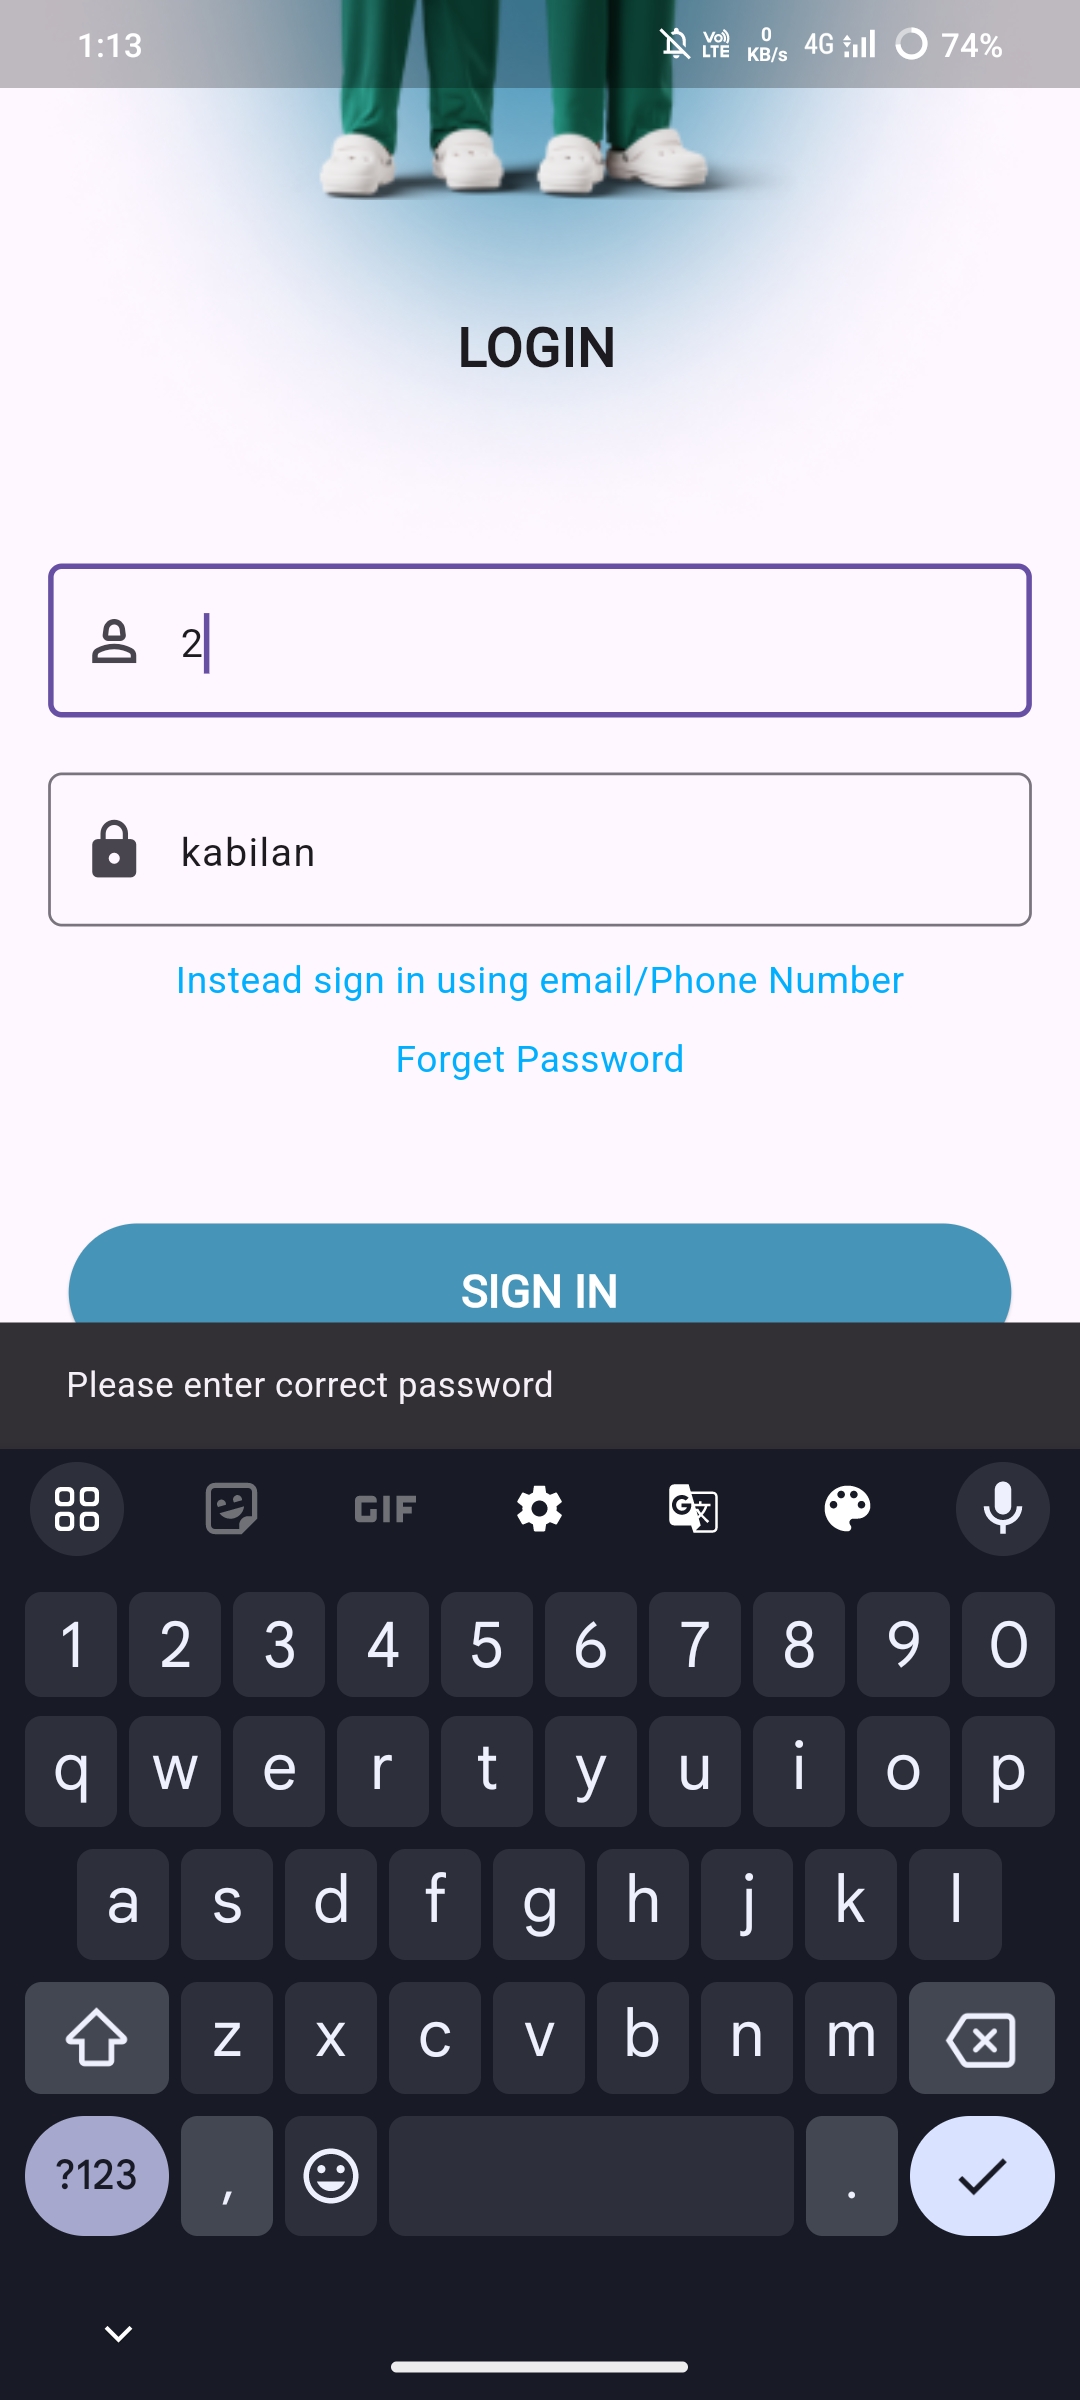 1:13 Vo)) LTE 0 KB/s 4G 74%
LOGIN
2
kabilan
Instead sign in using email/Phone Number
Forget Password
SIGN IN
Please enter correct password
GIF G 文
1 2 3 4 5 6 7 8 9 0
q w e r t y u i o p
a s d f g h j k l
z x c v b n m
?123 , .